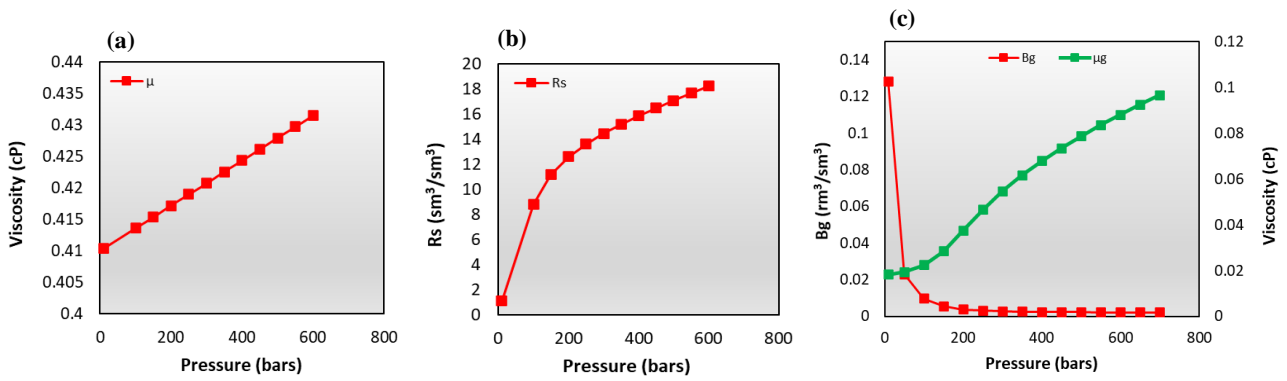 (a)
μ
Viscosity (cP)
0.44
0.435
0.43
0.425
0.42
0.415
0.41
0.405
0.4
0 200 400 600 800
Pressure (bars)
(b)
Rs
Rs (sm³/sm³)
20
18
16
14
12
10
8
6
4
2
0
0 200 400 600 800
Pressure (bars)
(c)
Bg μg
Bg (rm³/sm³)
0.14
0.12
0.1
0.08
0.06
0.04
0.02
0
0.12
0.1
0.08
0.06
0.04
0.02
0
Viscosity (cP)
0 200 400 600 800
Pressure (bars)